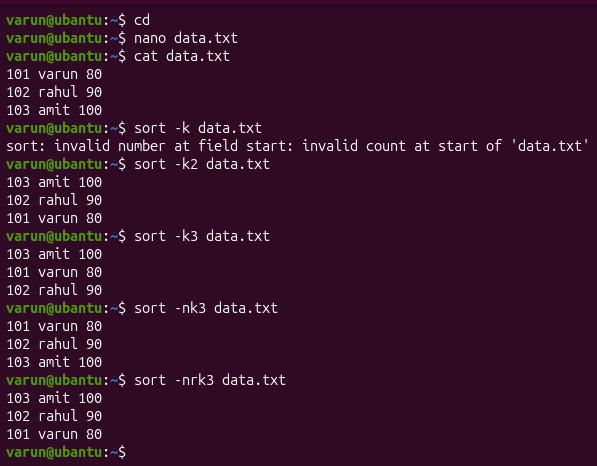 varun@ubantu:~$ cd
varun@ubantu:~$ nano data.txt
varun@ubantu:~$ cat data.txt
101 varun 80
102 rahul 90
103 amit 100
varun@ubantu:~$ sort -k data.txt
sort: invalid number at field start: invalid count at start of 'data.txt'
varun@ubantu:~$ sort -k2 data.txt
103 amit 100
102 rahul 90
101 varun 80
varun@ubantu:~$ sort -k3 data.txt
103 amit 100
101 varun 80
102 rahul 90
varun@ubantu:~$ sort -nk3 data.txt
101 varun 80
102 rahul 90
103 amit 100
varun@ubantu:~$ sort -nrk3 data.txt
103 amit 100
102 rahul 90
101 varun 80
varun@ubantu:~$